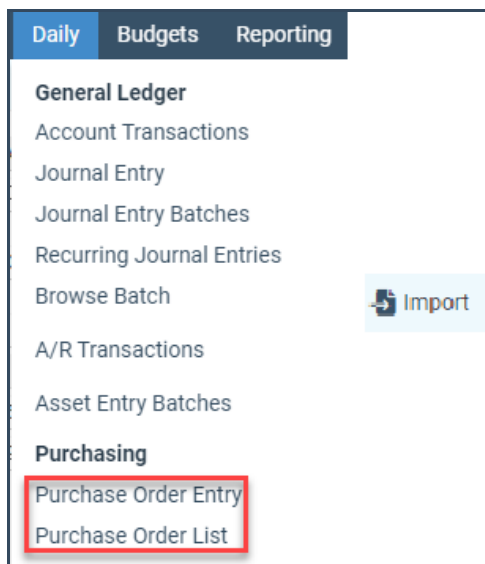 Daily Budgets Reporting
General Ledger
Account Transactions
Journal Entry
Journal Entry Batches
Recurring Journal Entries
Browse Batch
Import
A/R Transactions
Asset Entry Batches
Purchasing
Purchase Order Entry
Purchase Order List